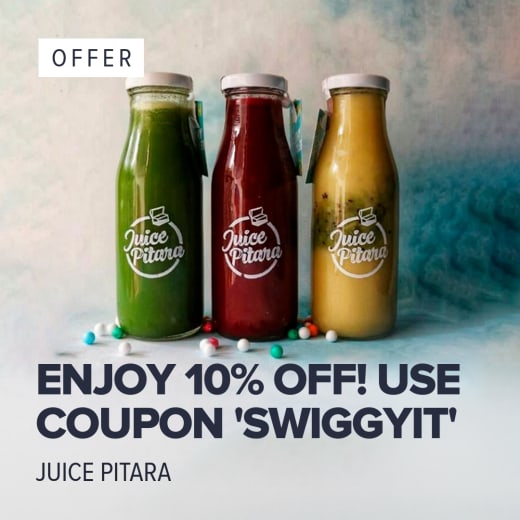 OFFER
Juice
Pitara
Juice
Pitara
Juice
Pitara
ENJOY 10% OFF! USE
COUPON 'SWIGGYIT'
JUICE PITARA